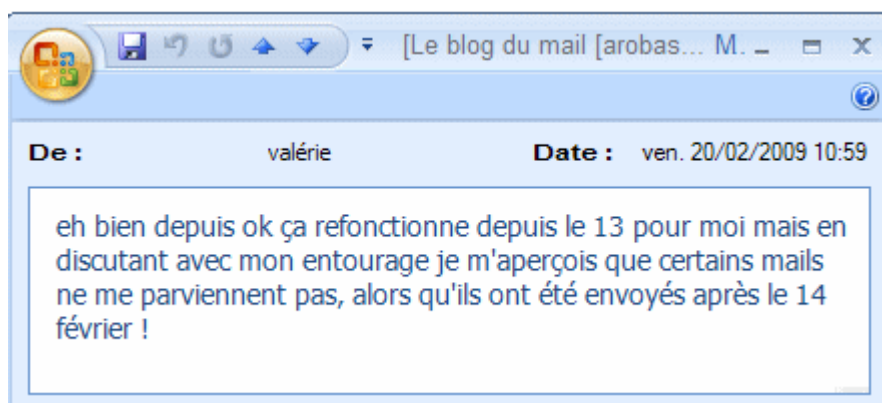 [Le blog du mail [arobas... M.
De : valérie Date : ven. 20/02/2009 10:59
eh bien depuis ok ça refonctionne depuis le 13 pour moi mais en
discutant avec mon entourage je m'aperçois que certains mails
ne me parviennent pas, alors qu'ils ont été envoyés après le 14
février !